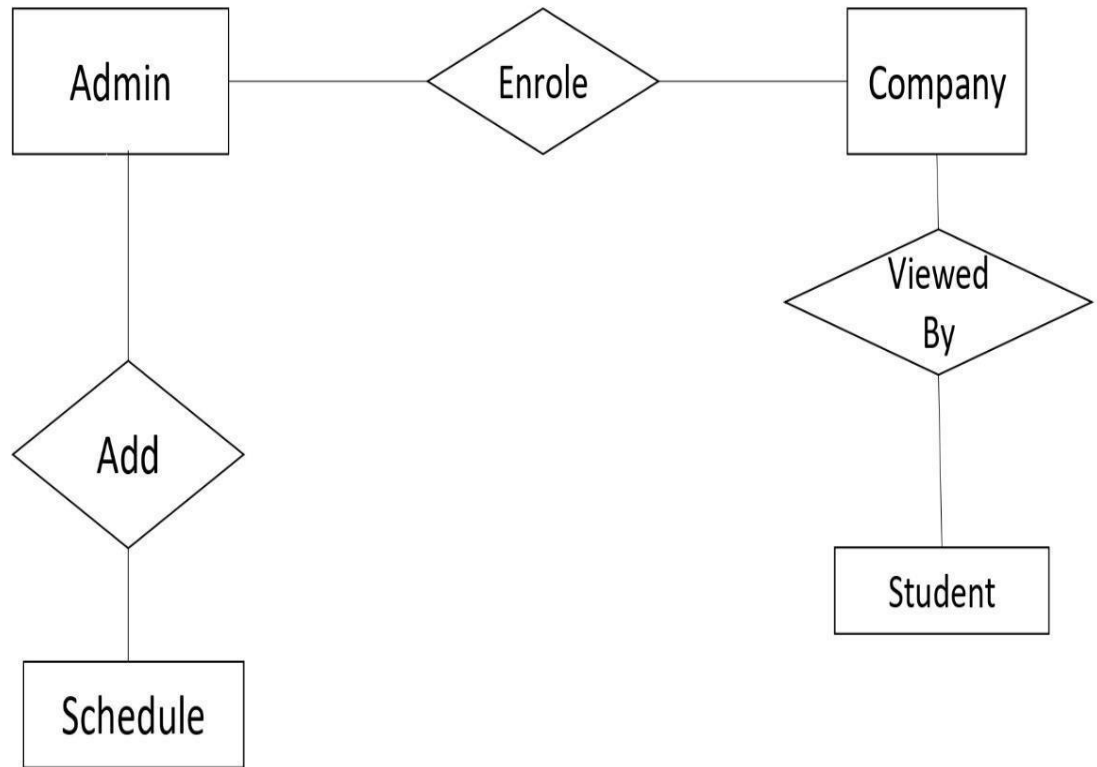 Admin
Enrole
Company
Viewed
By
Add
Student
Schedule